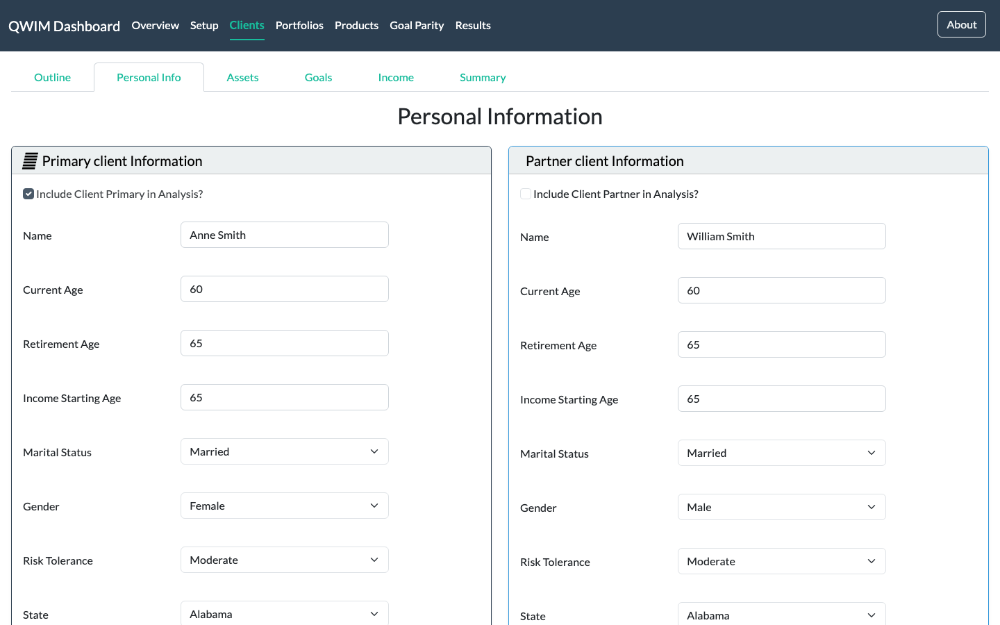 QWIM Dashboard Overview Setup Clients Portfolios Products Goal Parity Results About
Outline Personal Info Assets Goals Income Summary
Personal Information
Primary client Information
Include Client Primary in Analysis?
Name Anne Smith
Current Age 60
Retirement Age 65
Income Starting Age 65
Marital Status Married
Gender Female
Risk Tolerance Moderate
State Alabama
Partner client Information
Include Client Partner in Analysis?
Name William Smith
Current Age 60
Retirement Age 65
Income Starting Age 65
Marital Status Married
Gender Male
Risk Tolerance Moderate
State Alabama